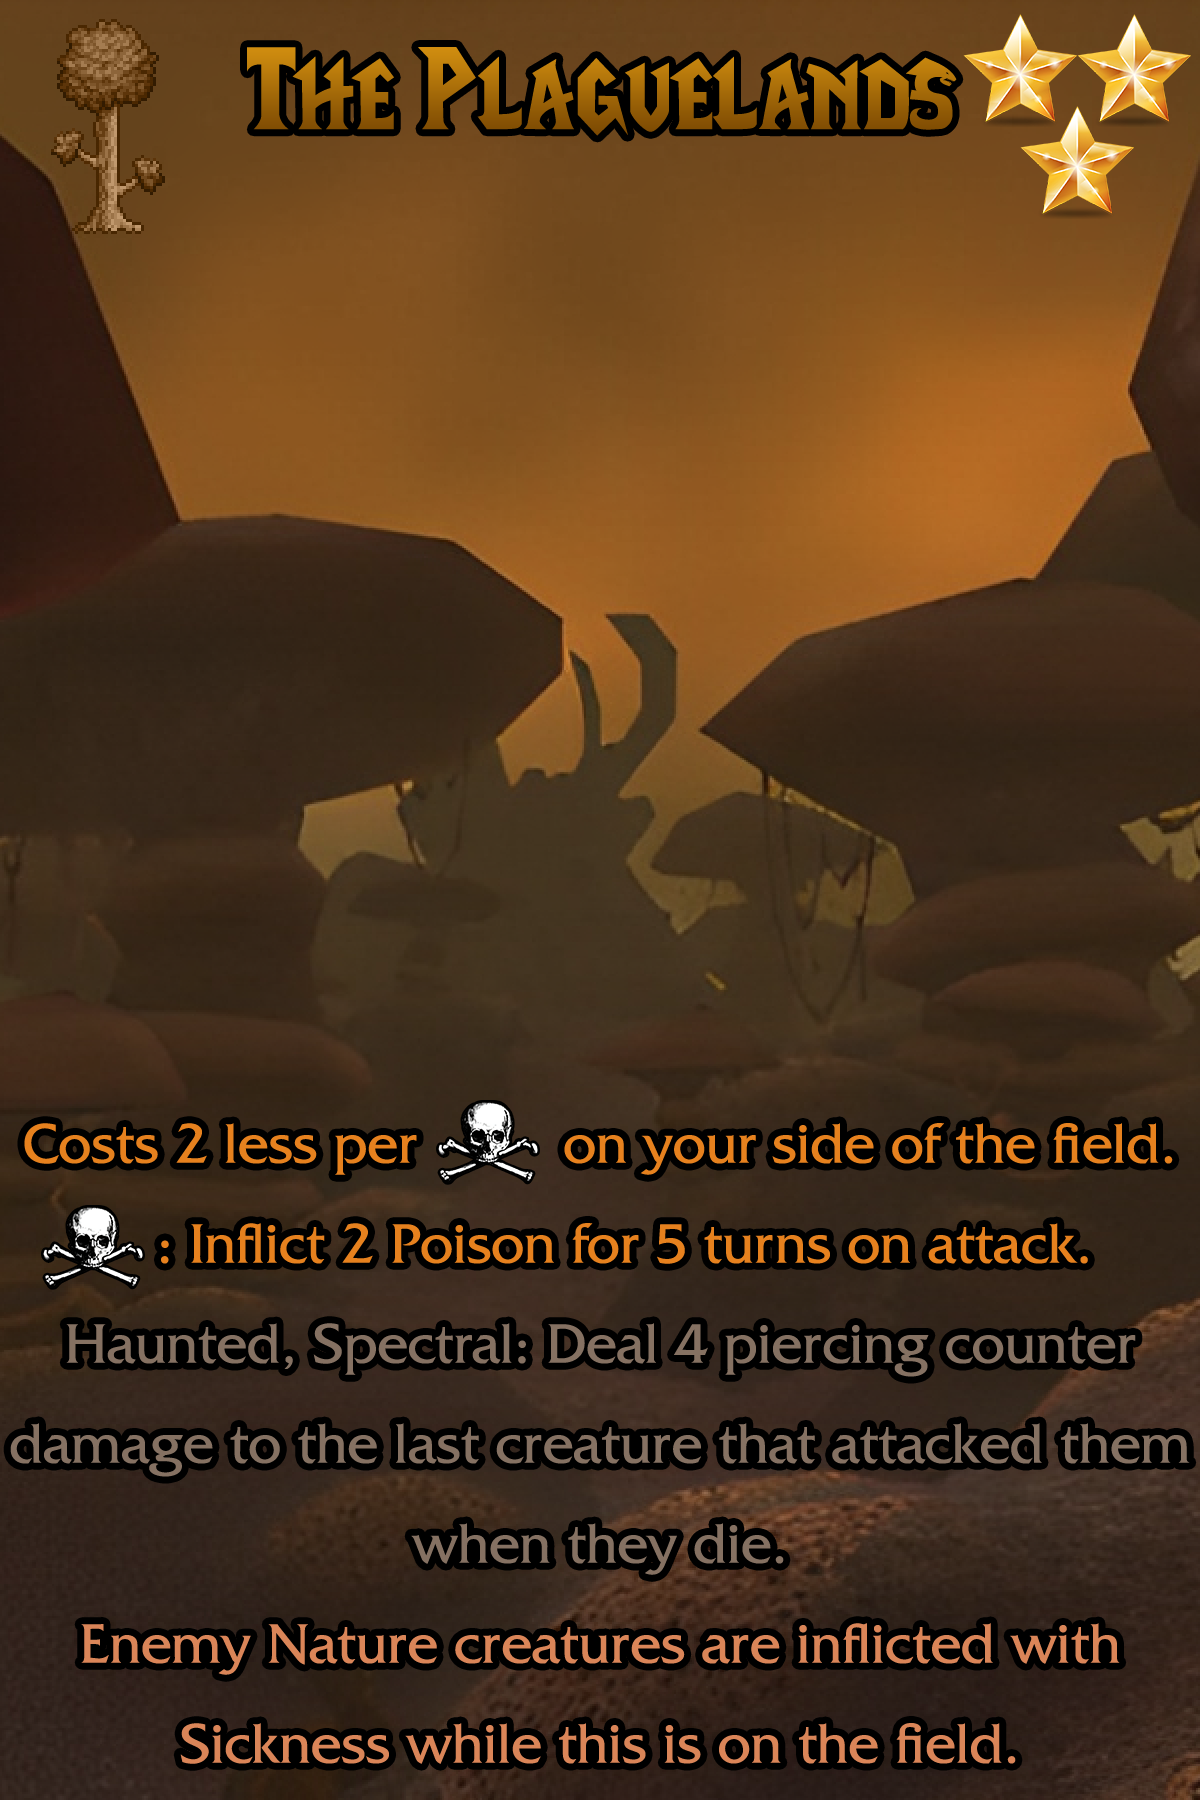 The Plaguelands
Costs 2 less per on your side of the field.
: Inflict 2 Poison for 5 turns on attack.
Haunted, Spectral: Deal 4 piercing counter
damage to the last creature that attacked them
when they die.
Enemy Nature creatures are inflicted with
Sickness while this is on the field.